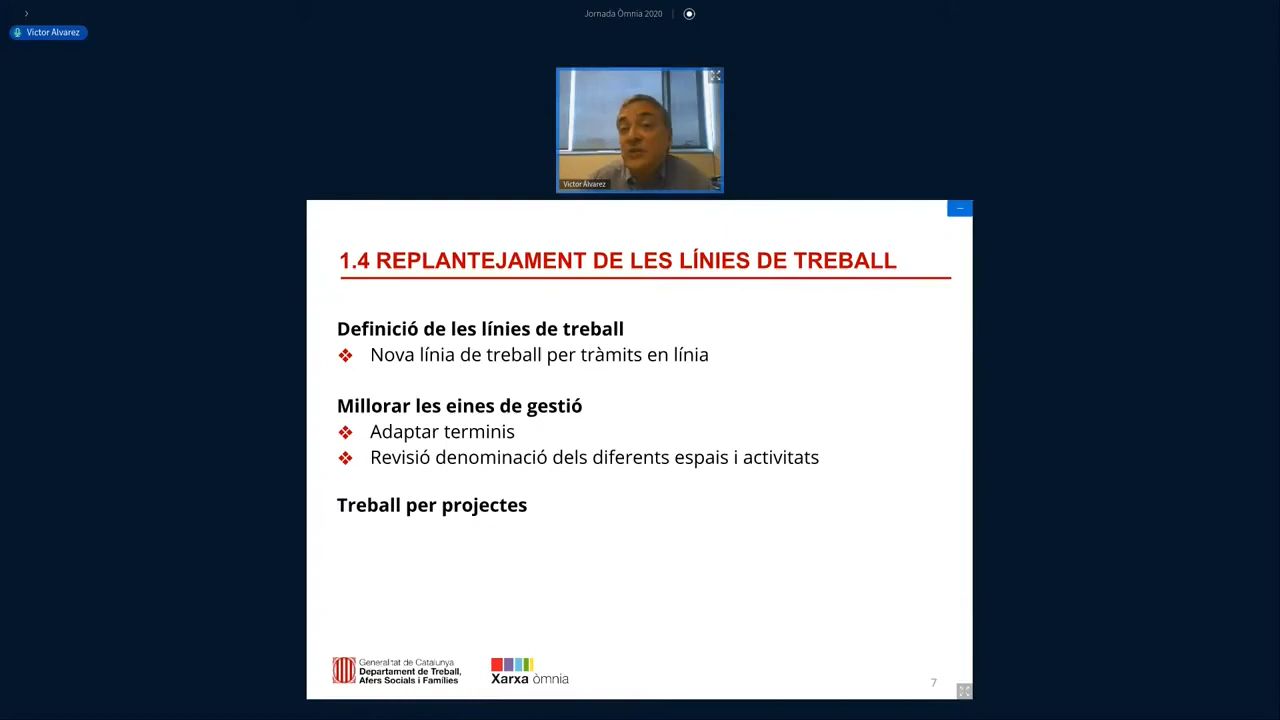 Jornada Òmnia 2020
Victor Alvarez
Víctor Álvarez
1.4 REPLANTEJAMENT DE LES LÍNIES DE TREBALL
Definició de les línies de treball
Nova línia de treball per tràmits en línia
Millorar les eines de gestió
Adaptar terminis
Revisió denominació dels diferents espais i activitats
Treball per projectes
Generalitat de Catalunya
Departament de Treball,
Afers Socials i Famílies
Xarxa òmnia
7